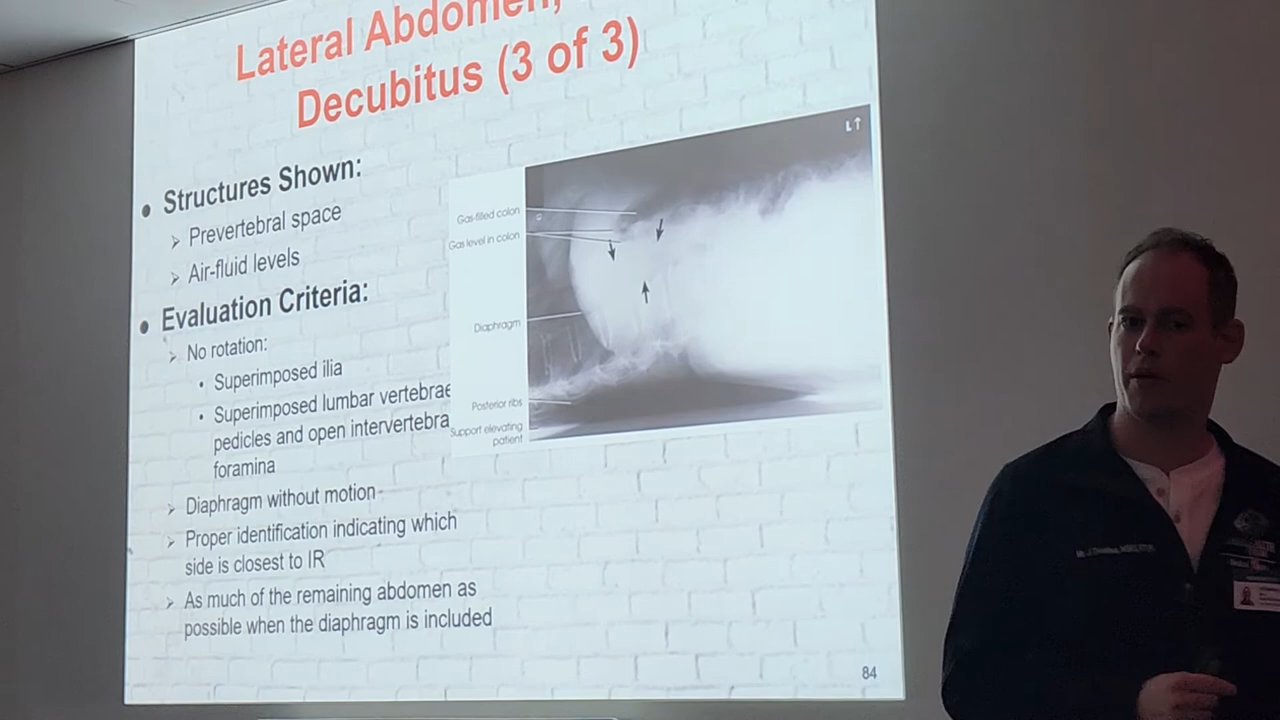 Lateral Abdomen,
Decubitus (3 of 3)
Structures Shown:
Prevertebral space
Air-fluid levels
Evaluation Criteria:
No rotation:
Superimposed ilia
Superimposed lumbar vertebrae
pedicles and open intervertebra
foramina
Diaphragm without motion
Proper identification indicating which
side is closest to IR
As much of the remaining abdomen as
possible when the diaphragm is included
L↑
Gas-filled colon
Gas level in colon
Diaphragm
Posterior ribs
Support elevating
patient
84